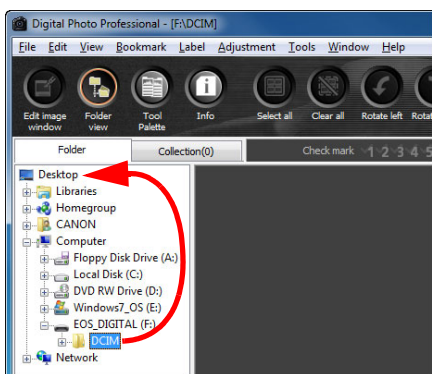 Digital Photo Professional - [F:\DCIM]
File Edit View Bookmark Label Adjustment Tools Window Help
Edit image window
Folder view
Tool Palette
Info
Select all
Clear all
Rotate left
Rotat
Folder
Collection(0)
Check mark
1 2 3 4 5
Desktop
Libraries
Homegroup
CANON
Computer
Floppy Disk Drive (A:)
Local Disk (C:)
DVD RW Drive (D:)
Windows7_OS (E:)
EOS_DIGITAL (F:)
DCIM
Network